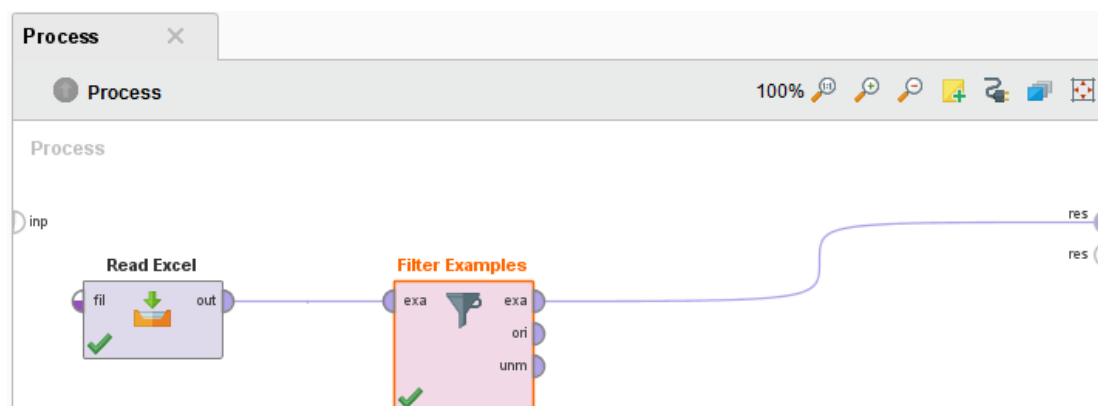 Process
Process
100%
Process
inp
res
res
Read Excel
Filter Examples
fil
out
exa
exa
ori
unm